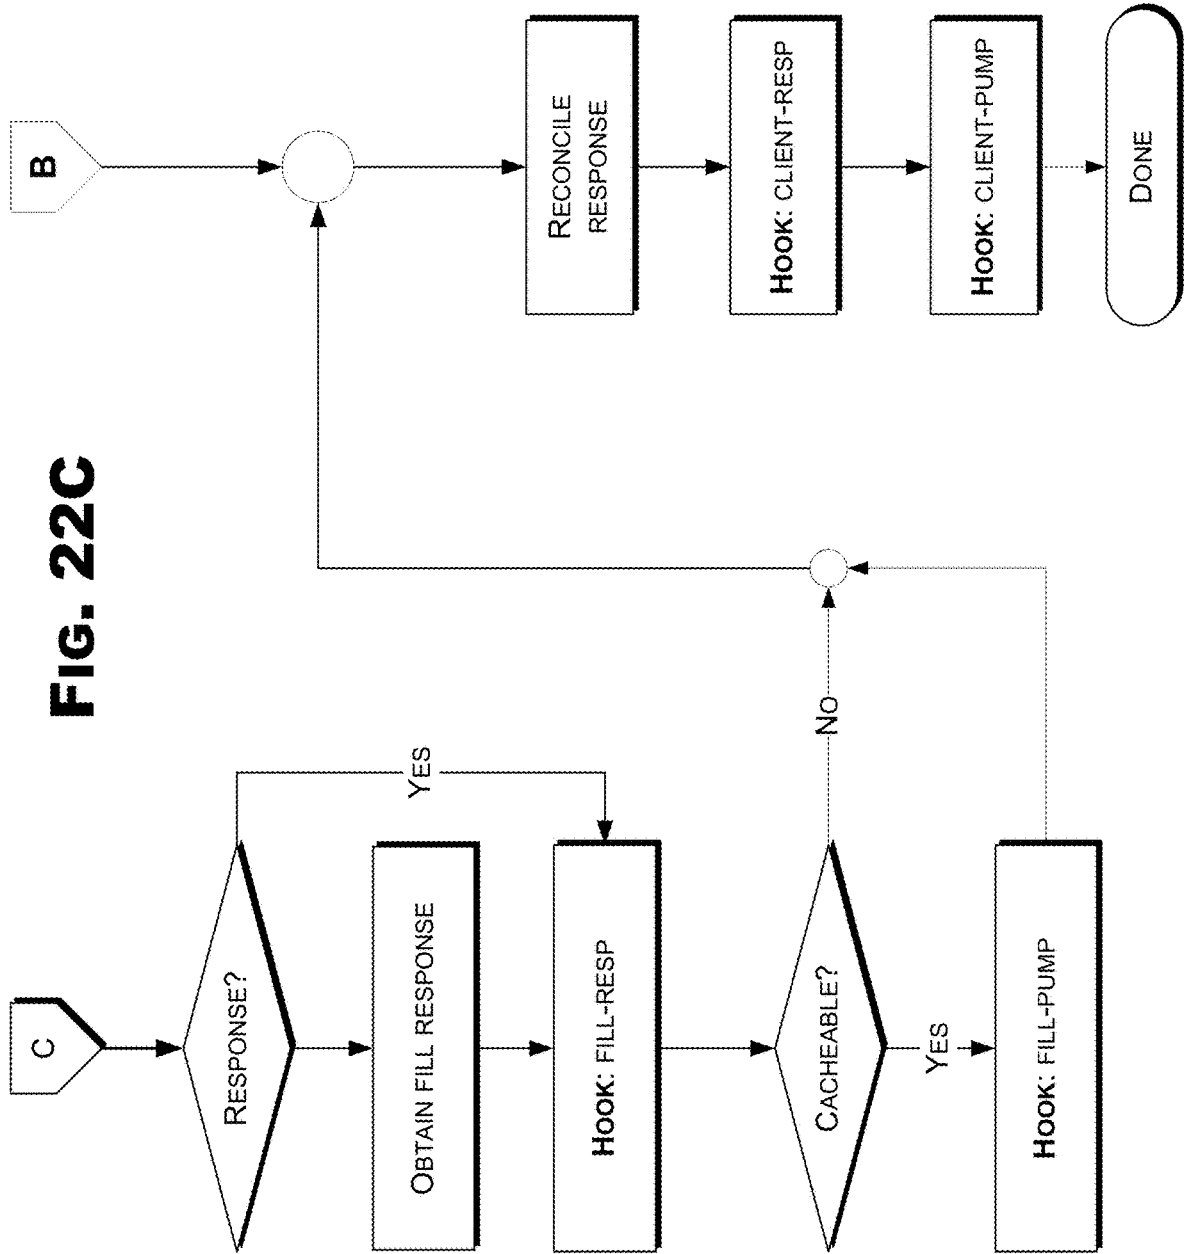 FIG. 22C
C
RESPONSE?
YES
OBTAIN FILL RESPONSE
HOOK: FILL-RESP
CACHEABLE?
NO
YES
HOOK: FILL-PUMP
B
RECONCILE
RESPONSE
HOOK: CLIENT-RESP
HOOK: CLIENT-PUMP
DONE